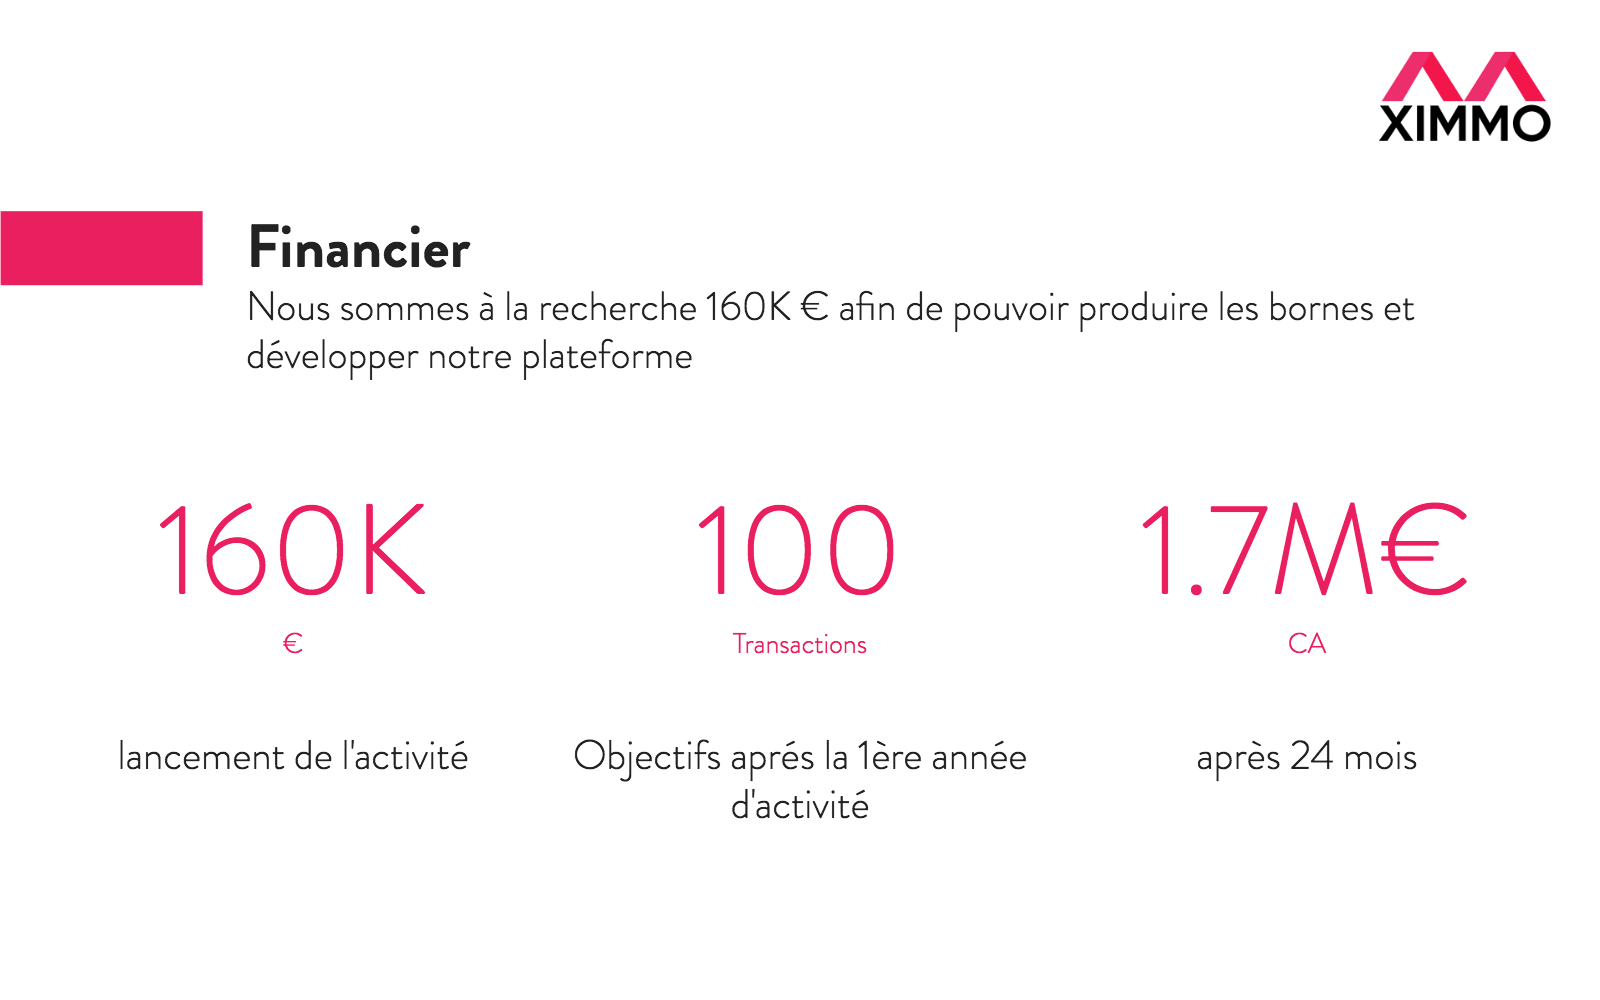 XIMMO
Financier
Nous sommes à la recherche 160K € afin de pouvoir produire les bornes et
développer notre plateforme
160K
€
lancement de l'activité
100
Transactions
Objectifs aprés la 1ère année
d'activité
1.7M€
CA
après 24 mois